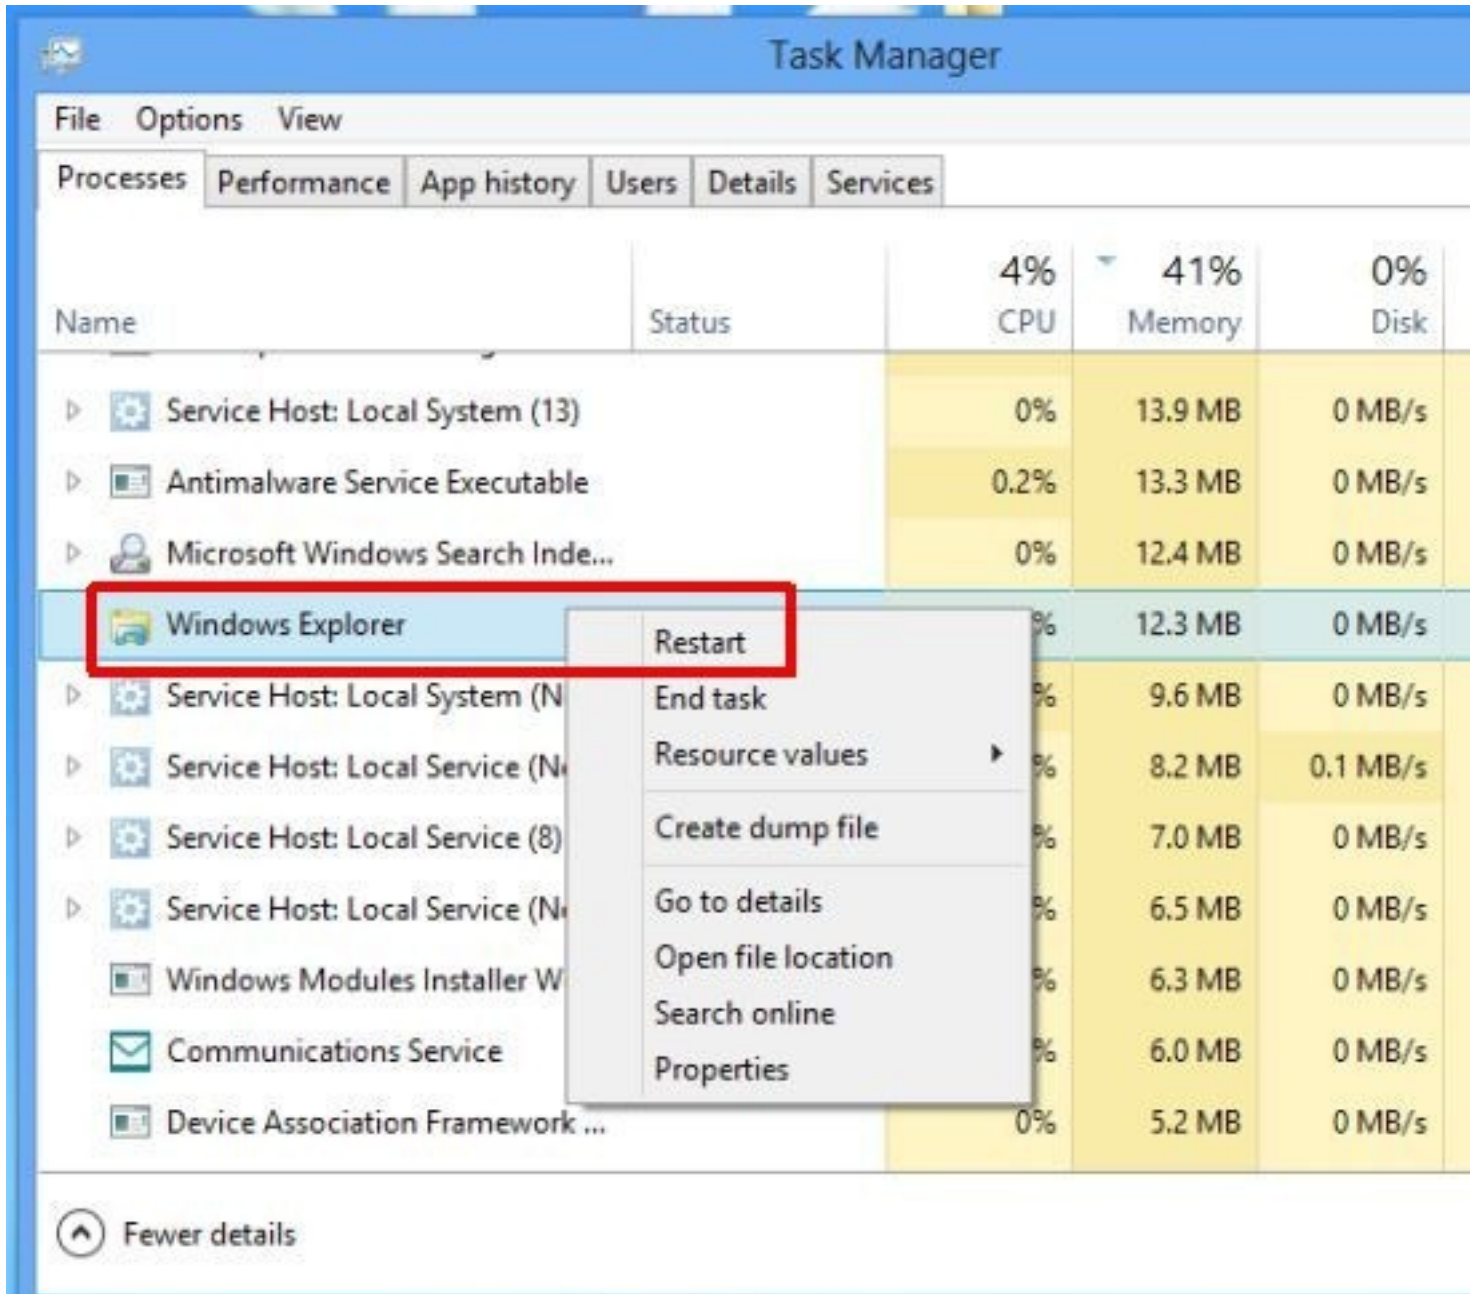 Task Manager
File Options View
Processes Performance App history Users Details Services
4% 41% 0%
Name Status CPU Memory Disk
Service Host: Local System (13) 0% 13.9 MB 0 MB/s
Antimalware Service Executable 0.2% 13.3 MB 0 MB/s
Microsoft Windows Search Inde... 0% 12.4 MB 0 MB/s
Windows Explorer % 12.3 MB 0 MB/s
Restart
Service Host: Local System (N % 9.6 MB 0 MB/s
End task
Resource values
Service Host: Local Service (N % 8.2 MB 0.1 MB/s
Create dump file
Service Host: Local Service (8) % 7.0 MB 0 MB/s
Go to details
Service Host: Local Service (N % 6.5 MB 0 MB/s
Open file location
Windows Modules Installer W % 6.3 MB 0 MB/s
Search online
Communications Service % 6.0 MB 0 MB/s
Properties
Device Association Framework ... 0% 5.2 MB 0 MB/s
Fewer details